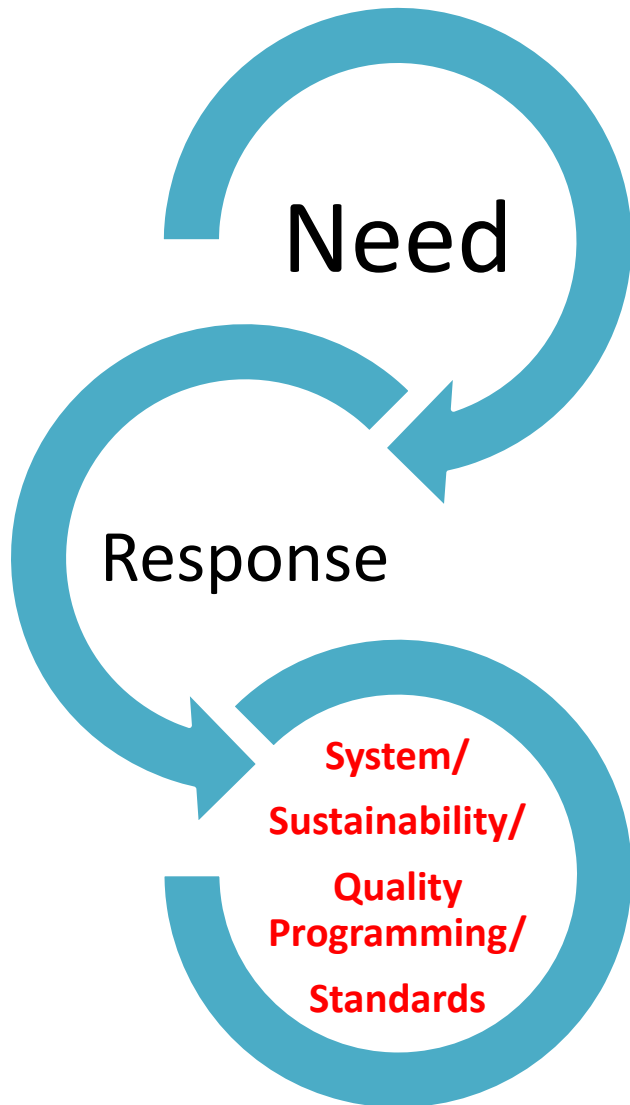 Need
Response
System/
Sustainability/
Quality
Programming/
Standards